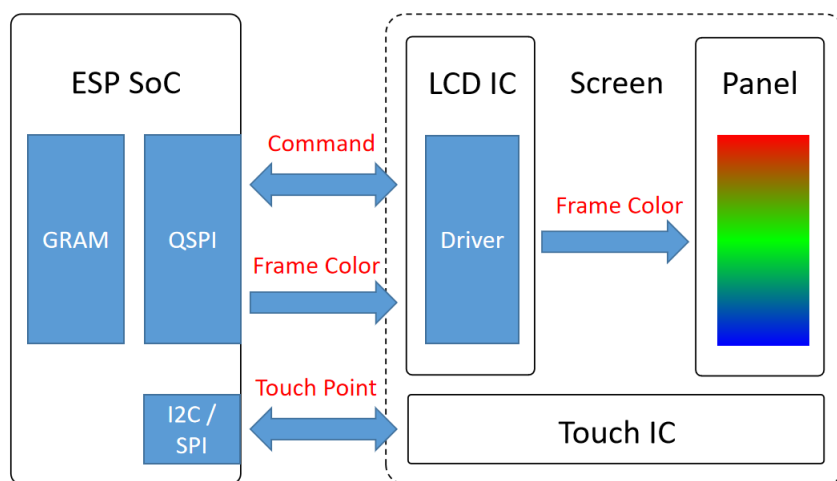 ESP SoC
GRAM
QSPI
I2C /
SPI
Command
Frame Color
Touch Point
LCD IC
Driver
Screen
Frame Color
Panel
Touch IC